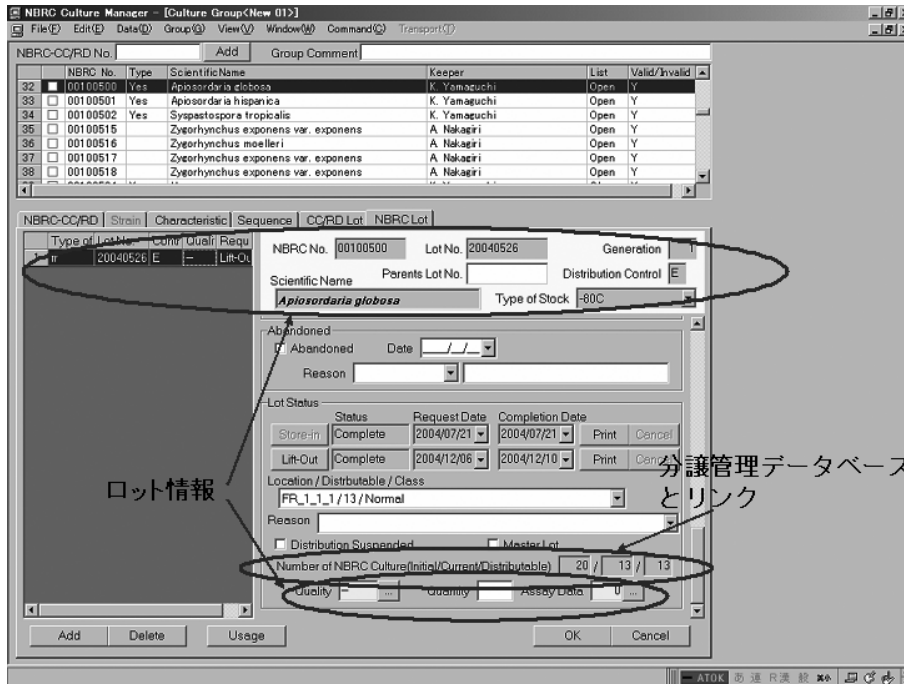 NBRC Culture Manager - [Culture Group<New 01>]
File(F) Edit(E) Data(D) Group(G) View(V) Window(W) Command(C) Transport(T)
NBRC-CC/RD No. Add Group Comment
NBRC No. Type ScientificName Keeper List Valid/Invalid
32 00100500 Yes Apiosordaria globosa K. Yamaguchi Open Y
33 00100501 Yes Apiosordaria hispanica K. Yamaguchi Open Y
34 00100502 Yes Syspastospora tropicalis K. Yamaguchi Open Y
35 00100515 Zygorhynchus exponens var. exponens A. Nakagiri Open Y
36 00100516 Zygorhynchus moelleri A. Nakagiri Open Y
37 00100517 Zygorhynchus exponens var. exponens A. Nakagiri Open Y
38 00100518 Zygorhynchus exponens var. exponens A. Nakagiri Open Y
NBRC-CC/RD Strain Characteristic Sequence CC/RD Lot NBRC Lot
Type of Lot No. Contr Quali Requ
1 fr 20040526 E - Lift-Ou
NBRC No. 00100500 Lot No. 20040526 Generation 1
Parents Lot No. Distribution Control E
Scientific Name
Apiosordaria globosa Type of Stock -80C
Abandoned
Abandoned Date __/_/__
Reason
Lot Status
Status Request Date Completion Date
Store-in Complete 2004/07/21 2004/07/21 Print Cancel
Lift-Out Complete 2004/12/06 2004/12/10 Print
分譲管理データベース
とリンク
ロット情報
Location / Distrbutable / Class
FR_1_1_1 / 13 / Normal
Reason
Distribution Suspended Master Lot
Number of NBRC Culture(Initial/Current/Distributable) 20 / 13 / 13
Quality - ... Quantity Assay Data 0 ...
Add Delete Usage OK Cancel
ATOK あ 連 R漢 般